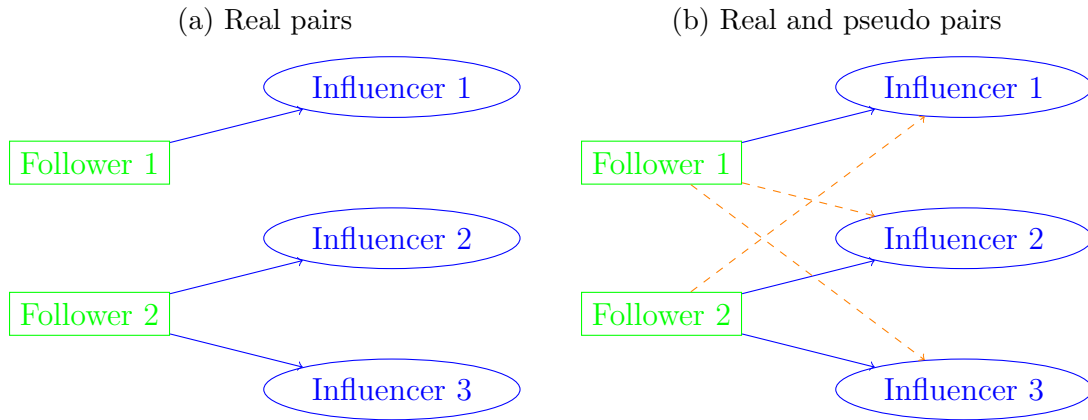 (a) Real pairs
Influencer 1
Follower 1
Influencer 2
Follower 2
Influencer 3
(b) Real and pseudo pairs
Influencer 1
Follower 1
Influencer 2
Follower 2
Influencer 3